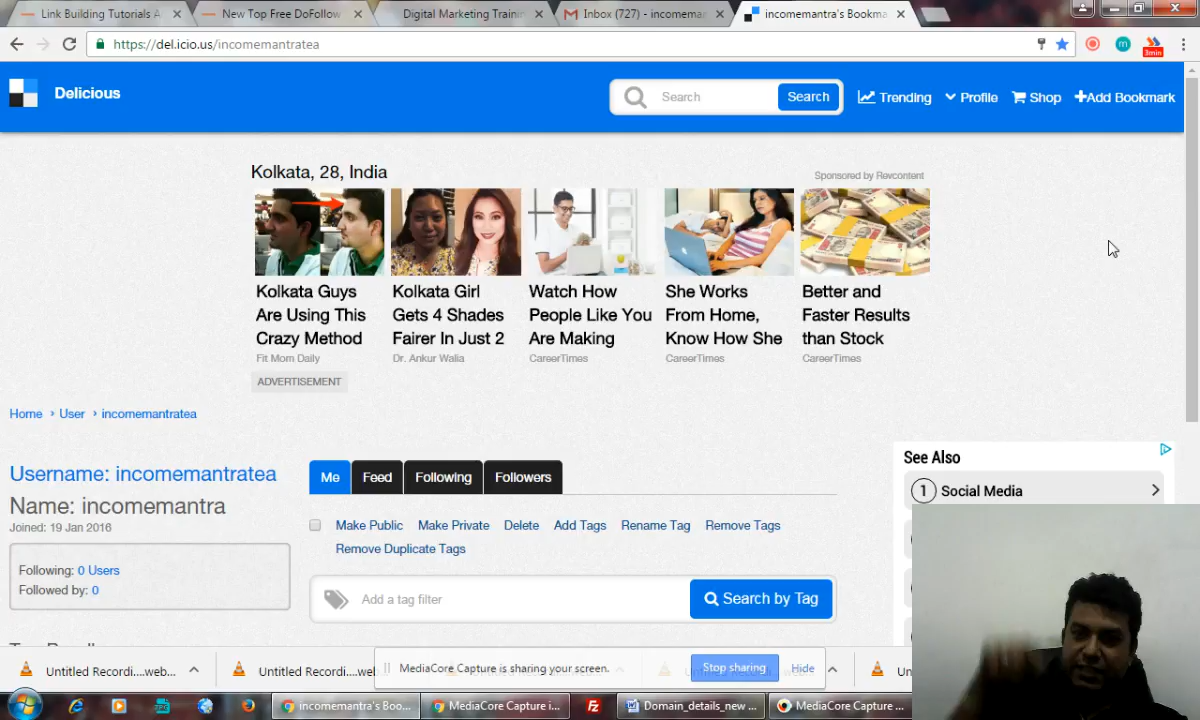 Link Building Tutorials A
New Top Free DoFollow
Digital Marketing Traini
Inbox (727) - incomemar
incomemantra's Bookma
https://del.icio.us/incomemantratea
3min
Delicious
Search
Search
Trending
Profile
Shop
+Add Bookmark
Kolkata, 28, India
Sponsored by Revcontent
Kolkata Guys
Are Using This
Crazy Method
Fit Mom Daily
Kolkata Girl
Gets 4 Shades
Fairer In Just 2
Dr. Ankur Walia
Watch How
People Like You
Are Making
CareerTimes
She Works
From Home,
Know How She
CareerTimes
Better and
Faster Results
than Stock
CareerTimes
ADVERTISEMENT
Home › User › incomemantratea
Username: incomemantratea
Name: incomemantra
Joined: 19 Jan 2016
Following: 0 Users
Followed by: 0
Me
Feed
Following
Followers
Make Public
Make Private
Delete
Add Tags
Rename Tag
Remove Tags
Remove Duplicate Tags
Add a tag filter
Search by Tag
See Also
1 Social Media
Untitled Recordi....webm
Untitled Recordi....web
MediaCore Capture is sharing your screen.
Stop sharing
Hide
Un
incomemantra's Boo...
MediaCore Capture i...
Domain_details_new ...
MediaCore Capture ...